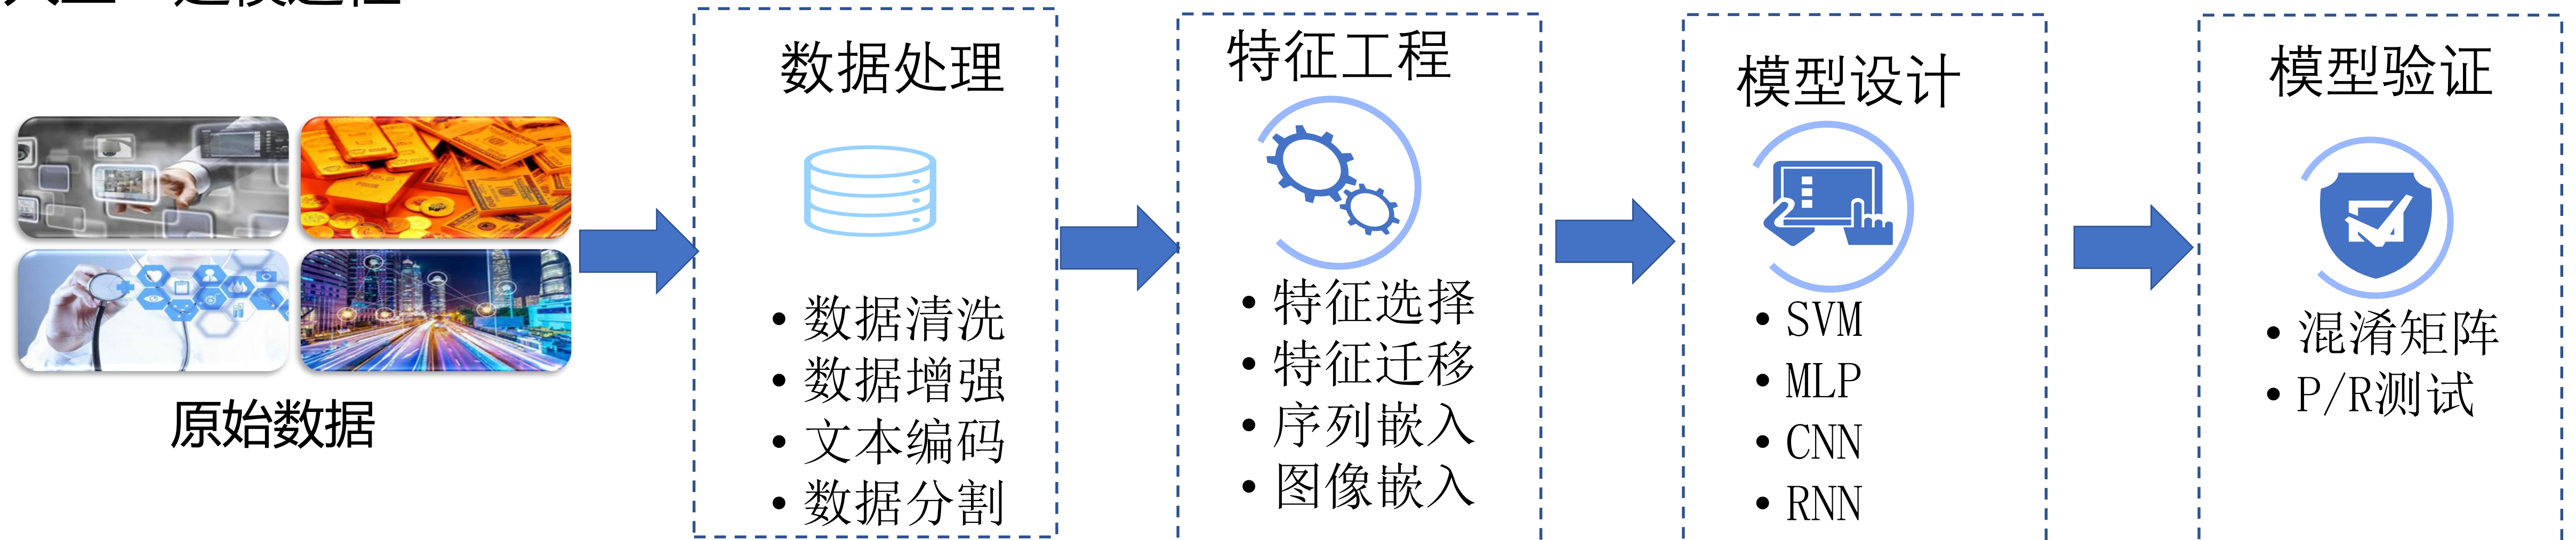 原始数据
数据处理
• 数据清洗
• 数据增强
• 文本编码
• 数据分割
特征工程
• 特征选择
• 特征迁移
• 序列嵌入
• 图像嵌入
模型设计
• SVM
• MLP
• CNN
• RNN
模型验证
• 混淆矩阵
• P/R测试